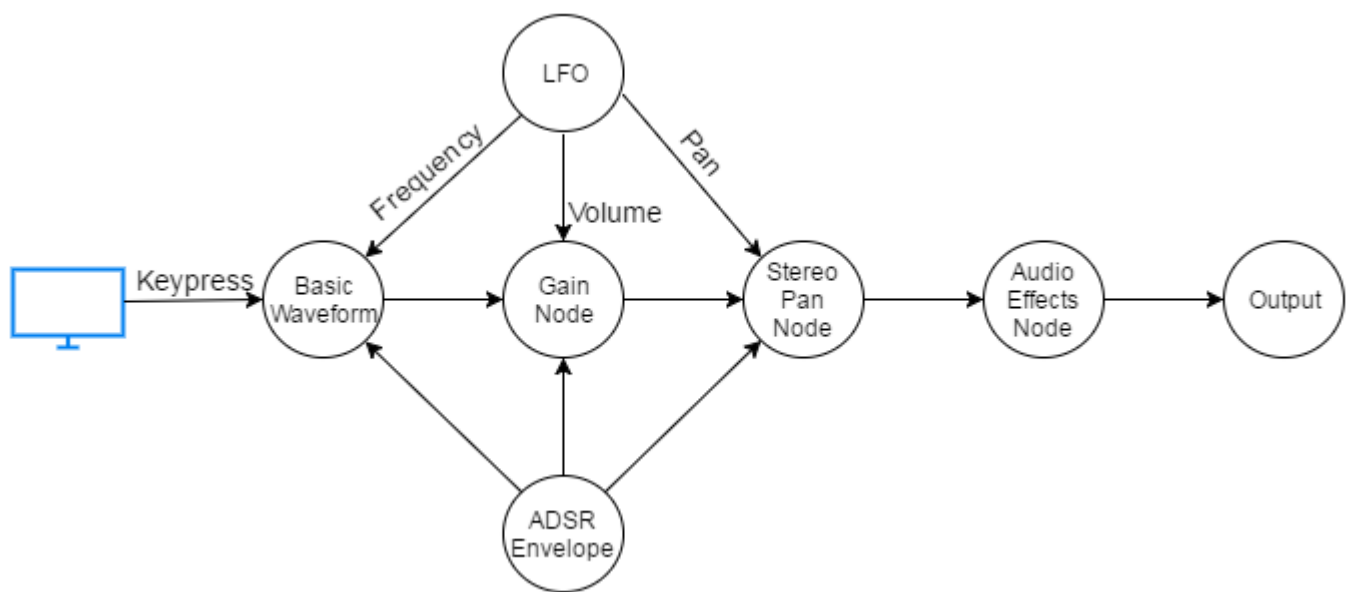 LFO
Frequency
Pan
Volume
Keypress
Basic
Waveform
Gain
Node
Stereo
Pan
Node
Audio
Effects
Node
Output
ADSR
Envelope